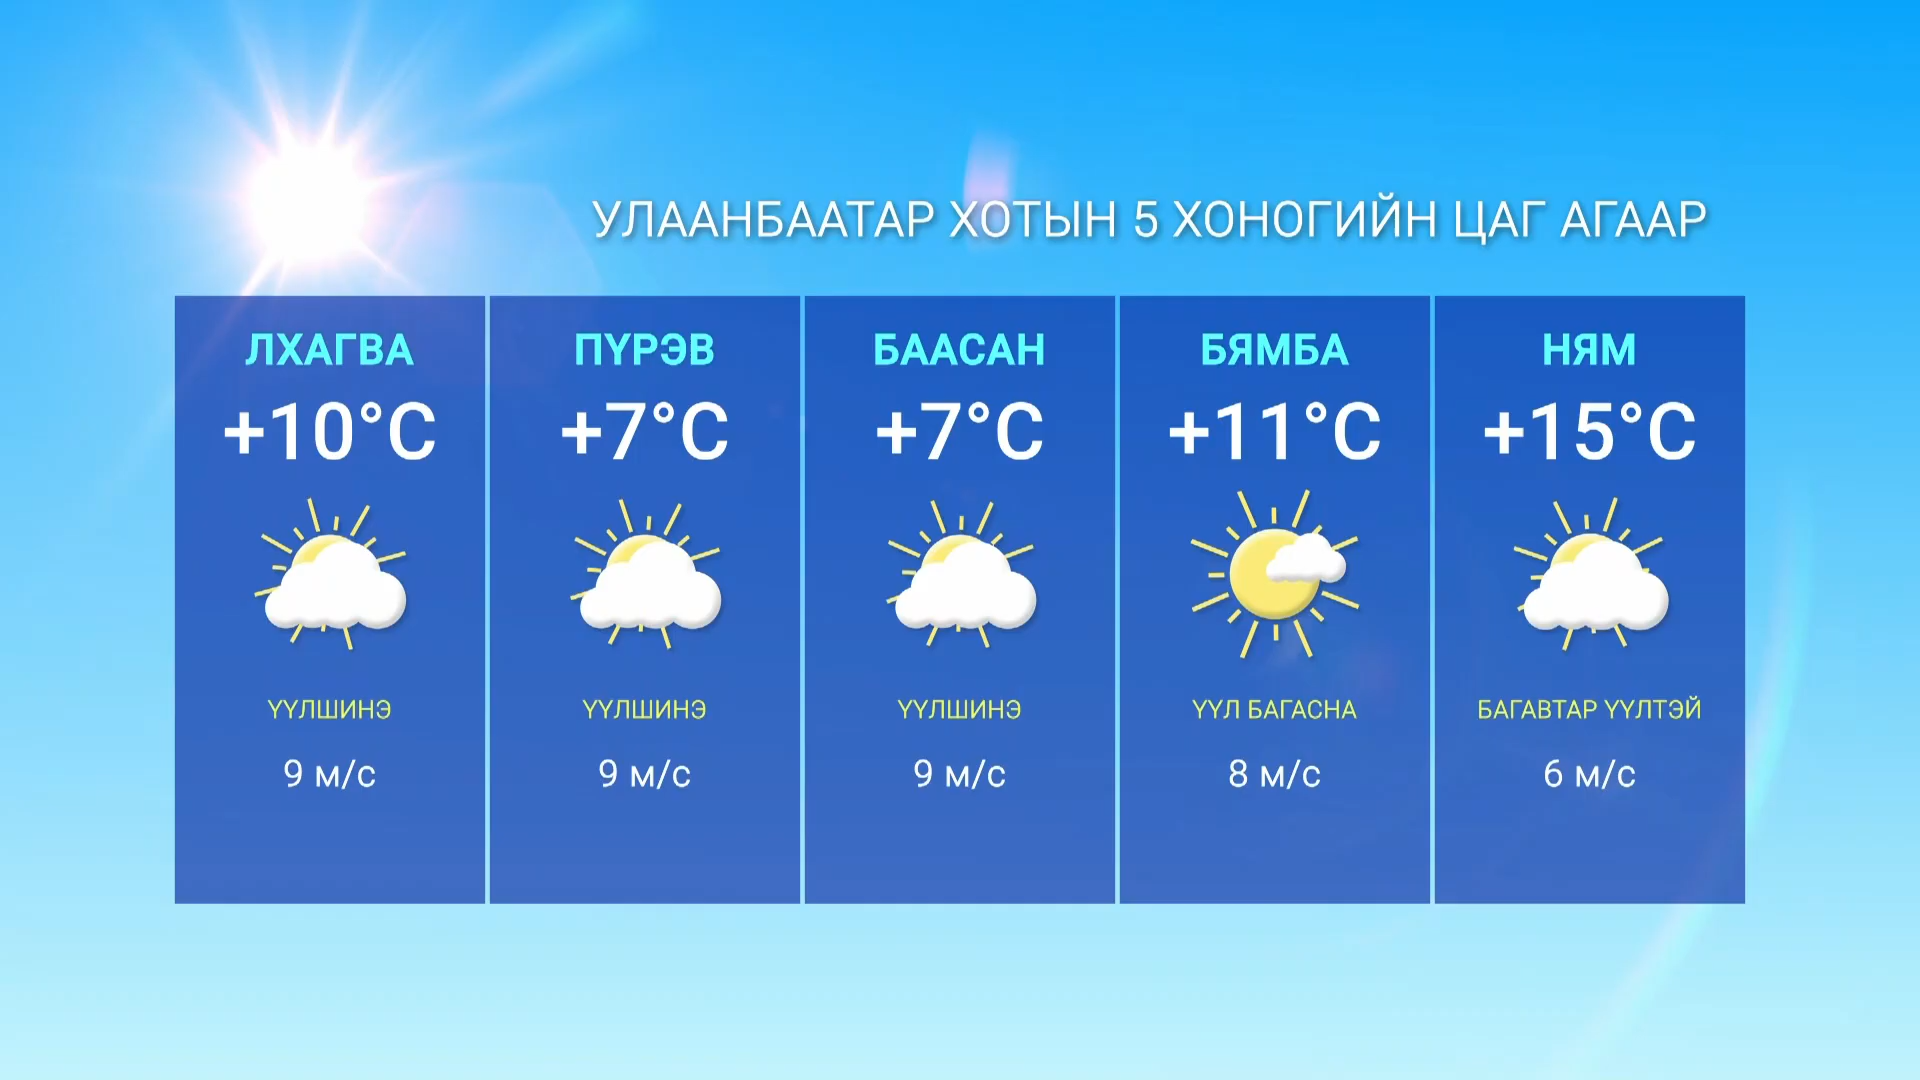 УЛААНБААТАР ХОТЫН 5 ХОНОГИЙН ЦАГ АГААР
ЛХАГВА
+10°C
ҮҮЛШИНЭ
9 м/с
ПҮРЭВ
+7°C
ҮҮЛШИНЭ
9 м/с
БААСАН
+7°C
ҮҮЛШИНЭ
9 м/с
БЯМБА
+11°C
ҮҮЛ БАГАСНА
8 м/с
НЯМ
+15°C
БАГАВТАР ҮҮЛТЭЙ
6 м/с